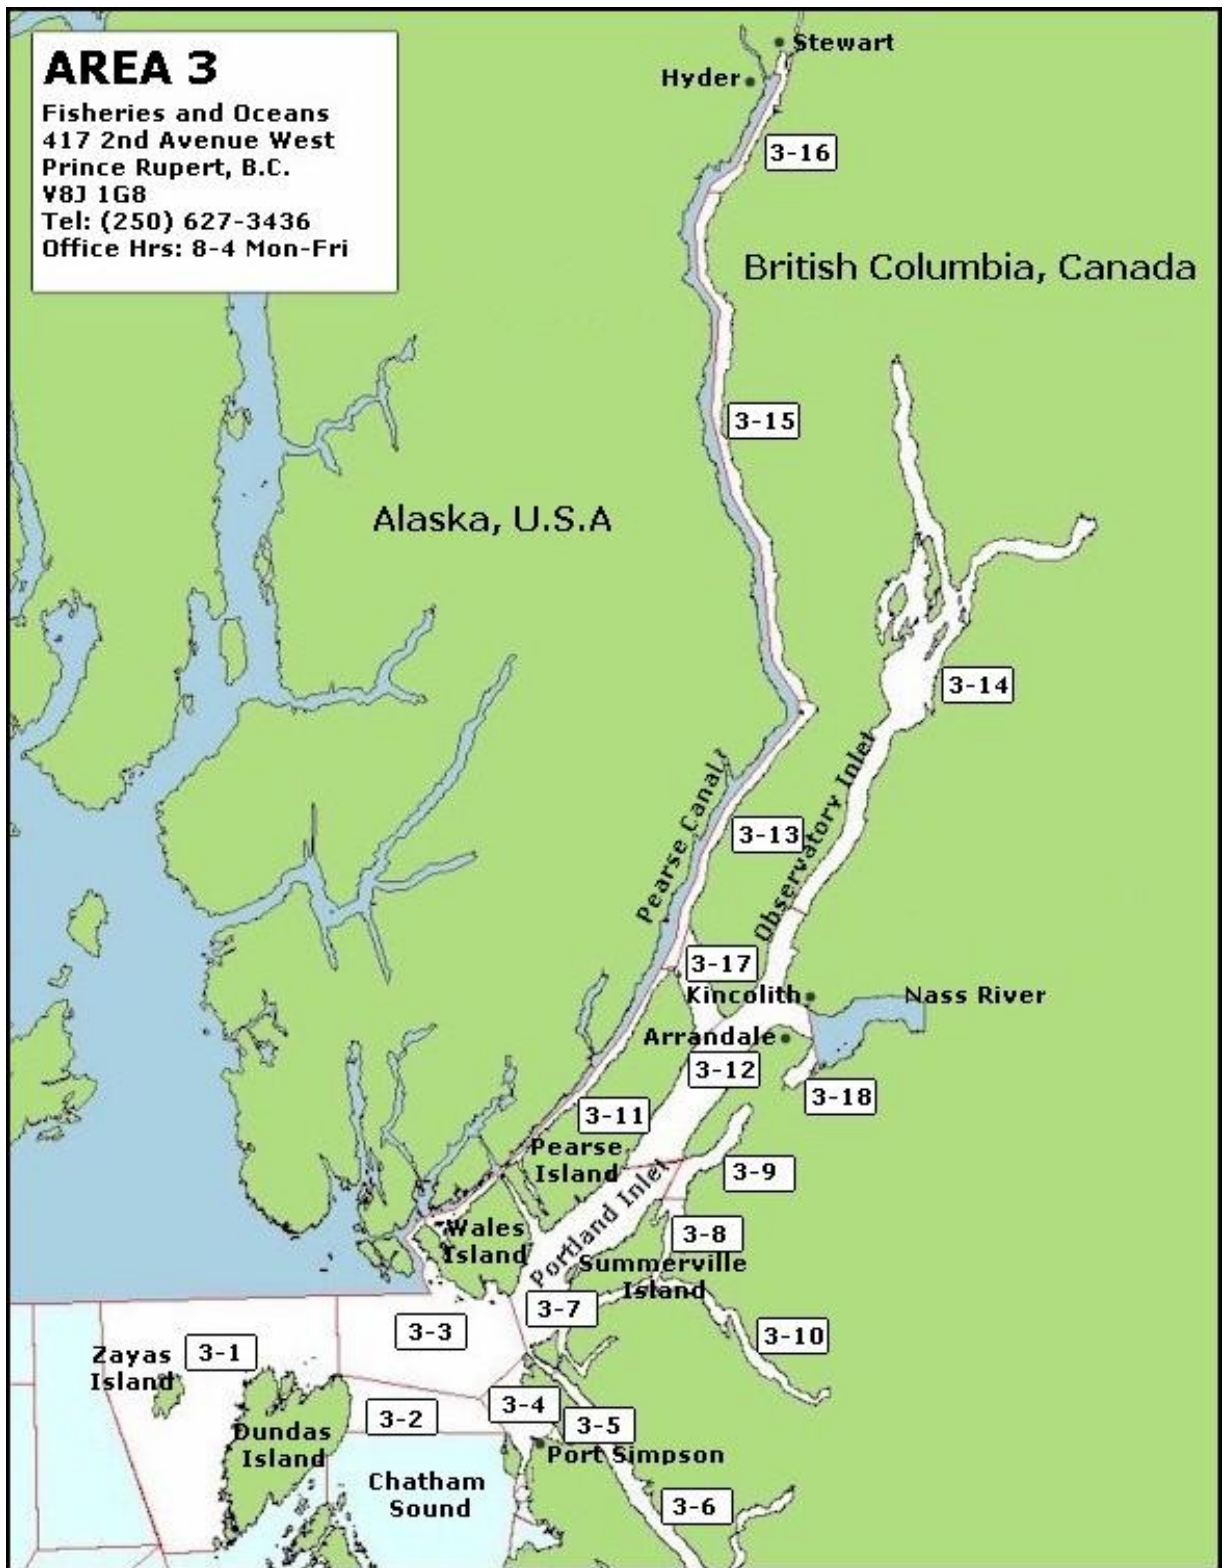 AREA 3
Fisheries and Oceans
417 2nd Avenue West
Prince Rupert, B.C.
V8J 1G8
Tel: (250) 627-3436
Office Hrs: 8-4 Mon-Fri
Stewart
Hyder
3-16
British Columbia, Canada
3-15
Alaska, U.S.A
3-14
Pearse Canal
Observatory Inlet
3-13
3-17
Kincolith
Nass River
Arrandale
3-12
3-18
3-11
Pearse
Island
3-9
Portland Inlet
Wales
Island
3-8
Summerville
Island
3-7
3-10
3-3
3-1
Zayas
Island
3-4
3-2
3-5
Dundas
Island
Port Simpson
Chatham
Sound
3-6